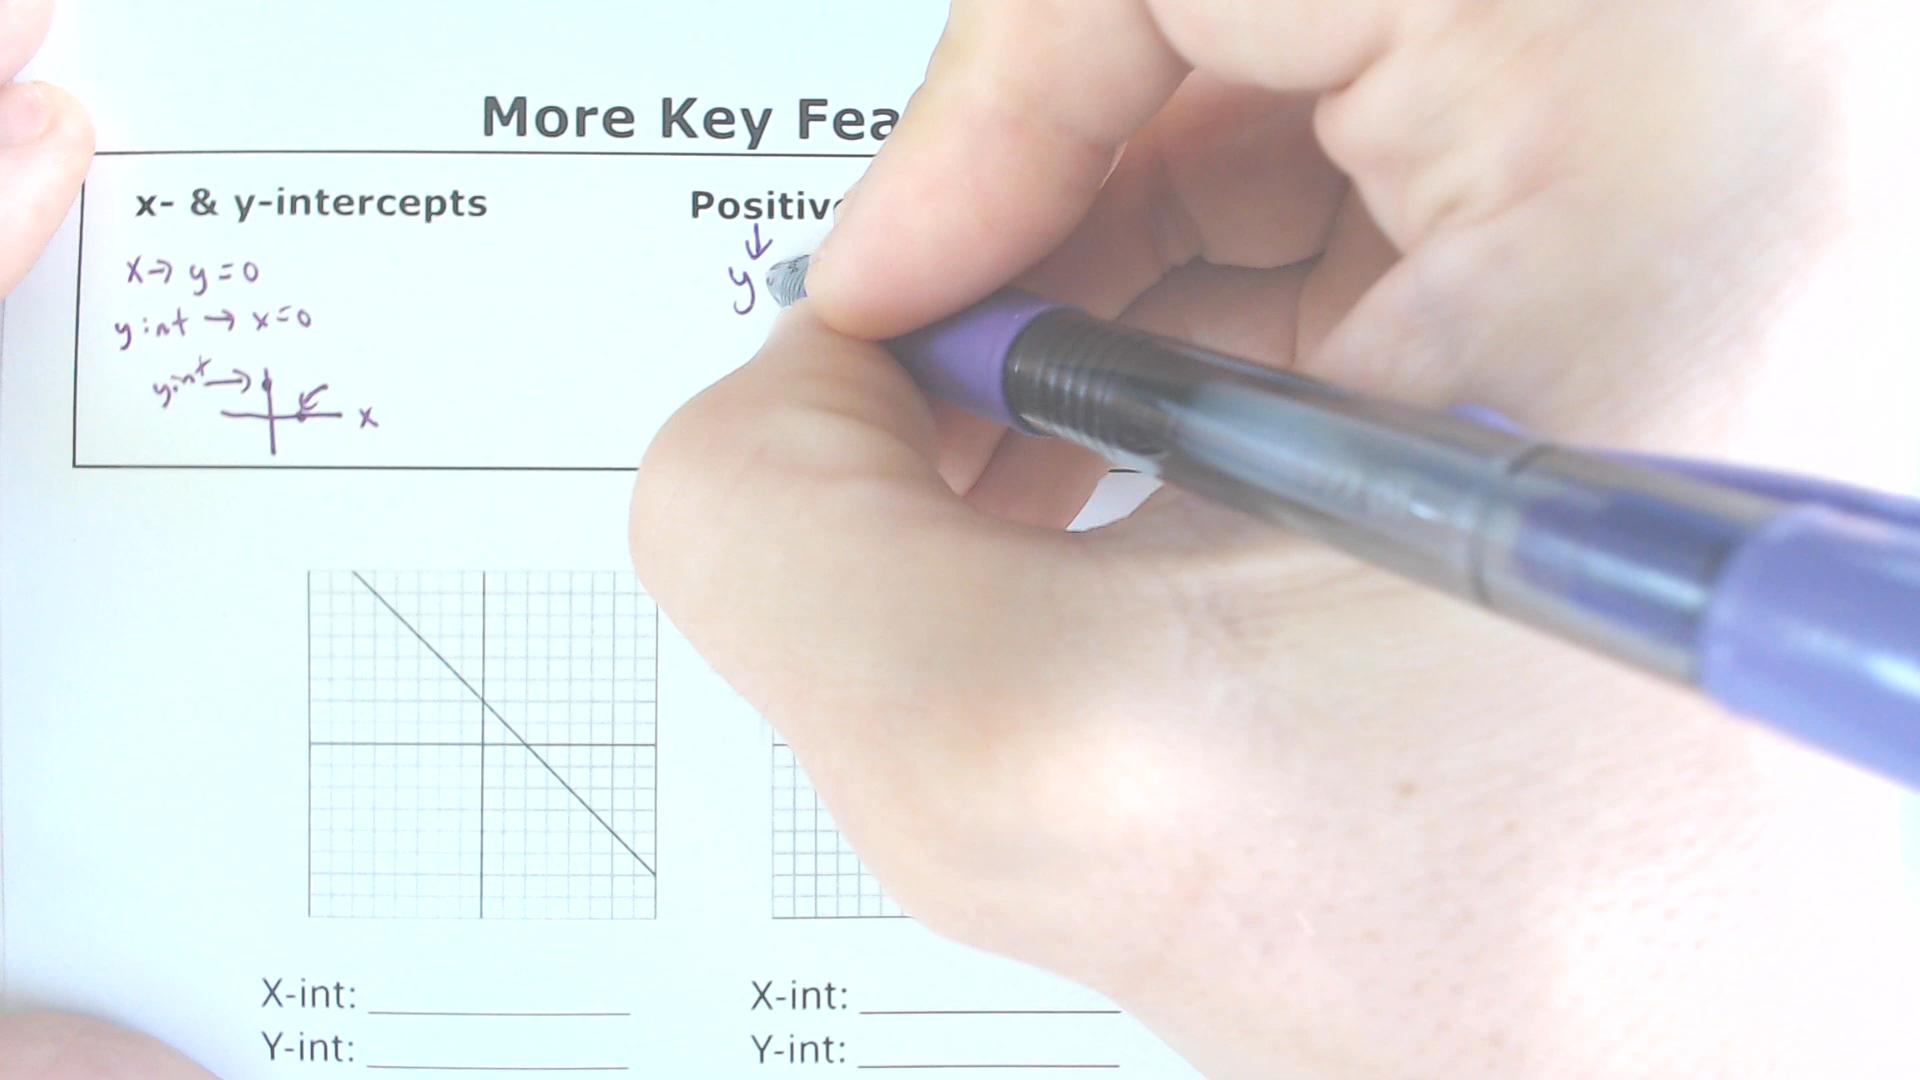 More Key Fea
x- & y-intercepts
x→ y=0
y int → x=0
y int→
x
Positiv
↓
y
X-int:
Y-int:
X-int:
Y-int: